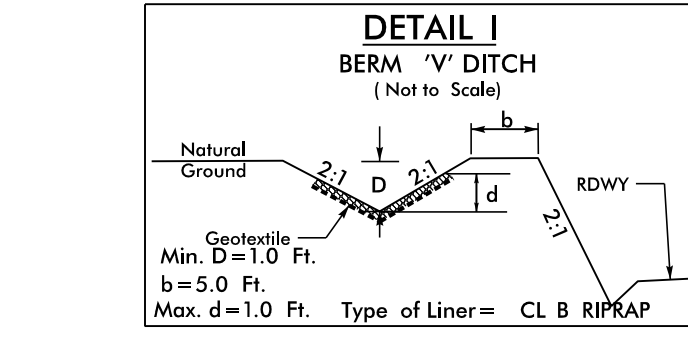 DETAIL 1
BERM 'V' DITCH
( Not to Scale)
b
Natural
Ground
2:1
D
2:1
d
RDWY
2:1
Geotextile
Min. D=1.0 Ft.
b=5.0 Ft.
Max. d=1.0 Ft. Type of Liner= CL B RIPRAP